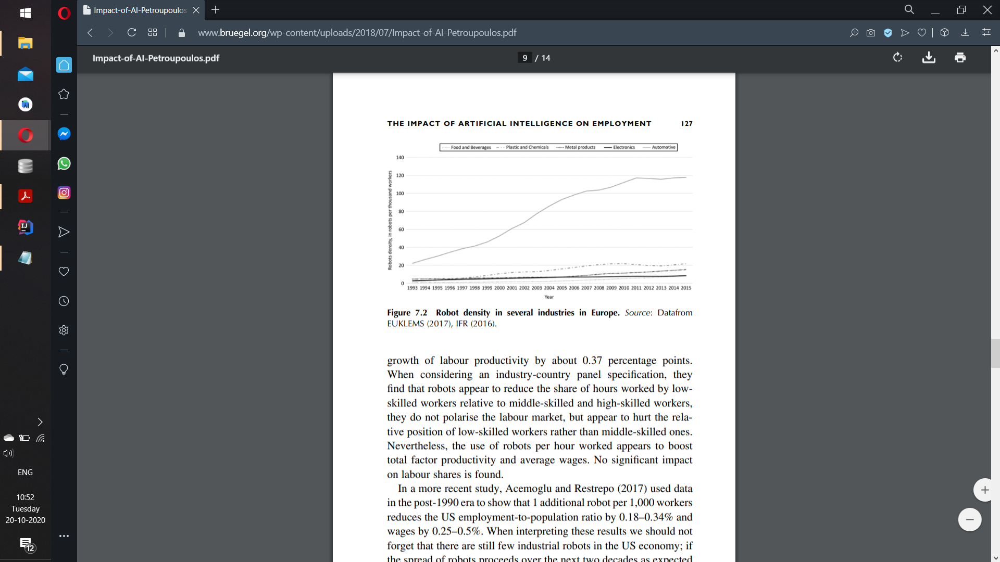 Impact-of-AI-Petroupoulos
www.bruegel.org/wp-content/uploads/2018/07/Impact-of-AI-Petroupoulos.pdf
Impact-of-AI-Petroupoulos.pdf
9 / 14
THE IMPACT OF ARTIFICIAL INTELLIGENCE ON EMPLOYMENT 127
Food and Beverages Plastic and Chemicals Metal products Electronics Automotive
Robots density, in robots per thousand workers
140
120
100
80
60
40
20
0
1993 1994 1995 1996 1997 1998 1999 2000 2001 2002 2003 2004 2005 2006 2007 2008 2009 2010 2011 2012 2013 2014 2015
Year
Figure 7.2 Robot density in several industries in Europe. Source: Datafrom
EUKLEMS (2017), IFR (2016).
growth of labour productivity by about 0.37 percentage points.
When considering an industry-country panel specification, they
find that robots appear to reduce the share of hours worked by low-
skilled workers relative to middle-skilled and high-skilled workers,
they do not polarise the labour market, but appear to hurt the rela-
tive position of low-skilled workers rather than middle-skilled ones.
Nevertheless, the use of robots per hour worked appears to boost
total factor productivity and average wages. No significant impact
on labour shares is found.
In a more recent study, Acemoglu and Restrepo (2017) used data
in the post-1990 era to show that 1 additional robot per 1,000 workers
reduces the US employment-to-population ratio by 0.18–0.34% and
wages by 0.25–0.5%. When interpreting these results we should not
forget that there are still few industrial robots in the US economy; if
the spread of robots proceeds over the next two decades as expected
IJ
ENG
10:52
Tuesday
20-10-2020
12